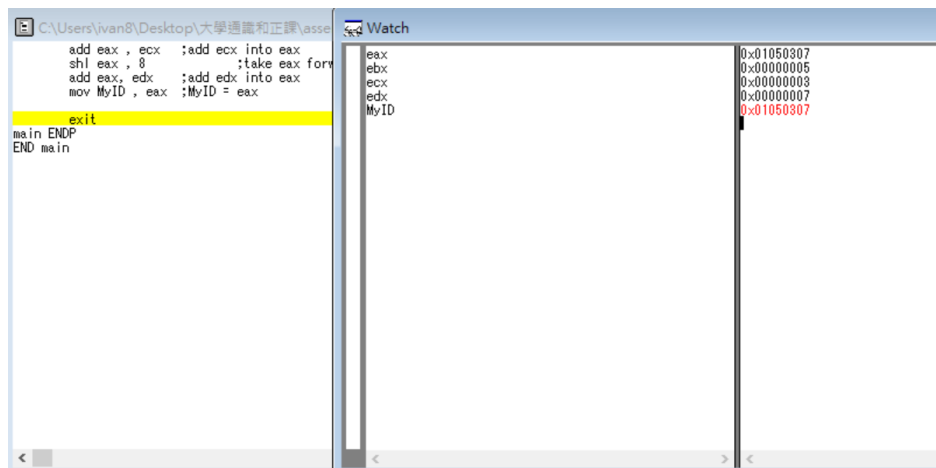 C:\Users\ivan8\Desktop\大學通識和正課\asse
add eax , ecx ;add ecx into eax
shl eax , 8 ;take eax forw
add eax, edx ;add edx into eax
mov MyID , eax ;MyID = eax
exit
main ENDP
END main
Watch
eax 0x01050307
ebx 0x00000005
ecx 0x00000003
edx 0x00000007
MyID 0x01050307